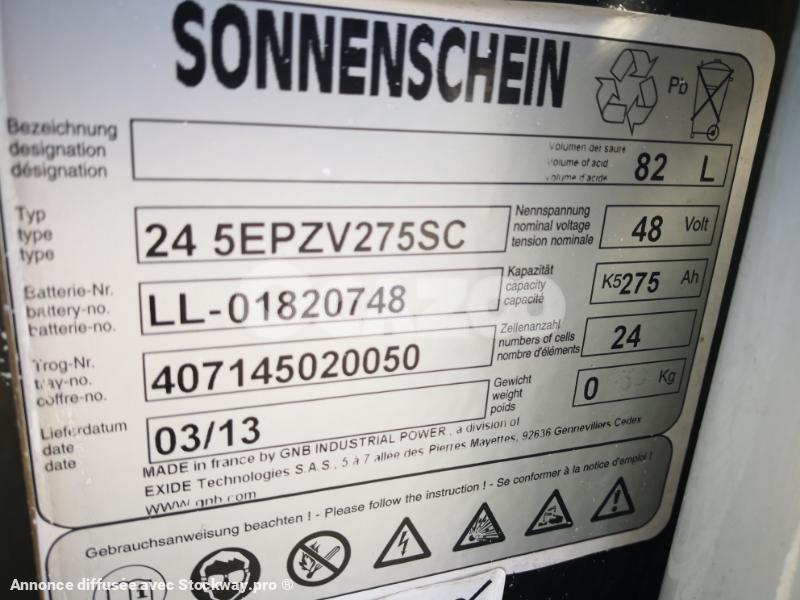 SONNENSCHEIN
Pb
Bezeichnung
designation
désignation
Volumen der säure
volume of acid
volume d'acide
82 L
Typ
type
type
24 5EPZV275SC
Nennspannung
nominal voltage
tension nominale
48 Volt
Batterie-Nr.
battery-no.
batterie-no.
LL-01820748
Kapazität
capacity
capacité
K5 275 Ah
Trog-Nr.
tray-no.
coffre-no.
407145020050
Zellenanzahl
numbers of cells
nombre d'éléments
24
Lieferdatum
date
date
03/13
Gewicht
weight
poids
0 Kg
MADE in france by GNB INDUSTRIAL POWER, a division of
EXIDE Technologies S.A.S, 5 à 7 allée des Pierres Mayettes, 92636 Gennevilliers Cedex
www.gnb.com
Gebrauchsanweisung beachten ! - Please follow the instruction ! - Se conformer à la notice d'emploi !
Annonce diffusée avec Stockway.pro ®